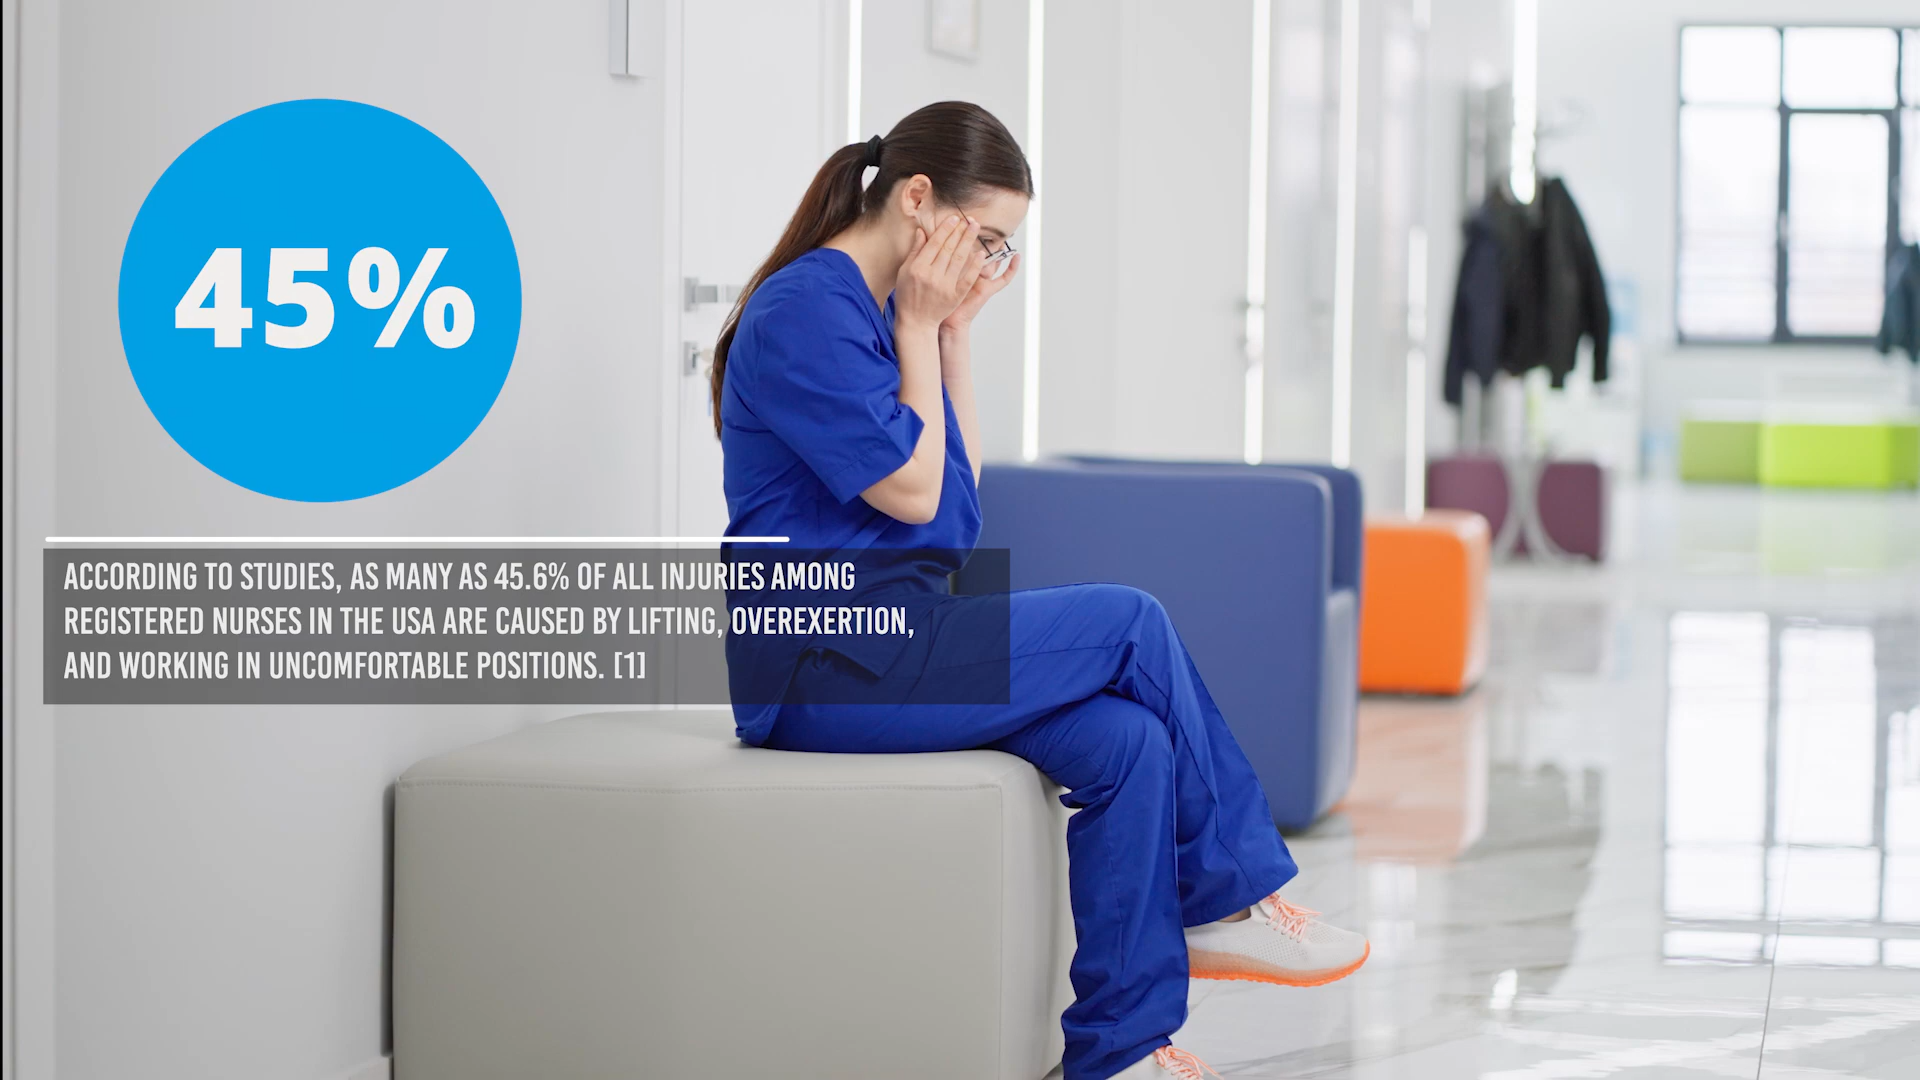 45%
ACCORDING TO STUDIES, AS MANY AS 45.6% OF ALL INJURIES AMONG
REGISTERED NURSES IN THE USA ARE CAUSED BY LIFTING, OVEREXERTION,
AND WORKING IN UNCOMFORTABLE POSITIONS. [1]